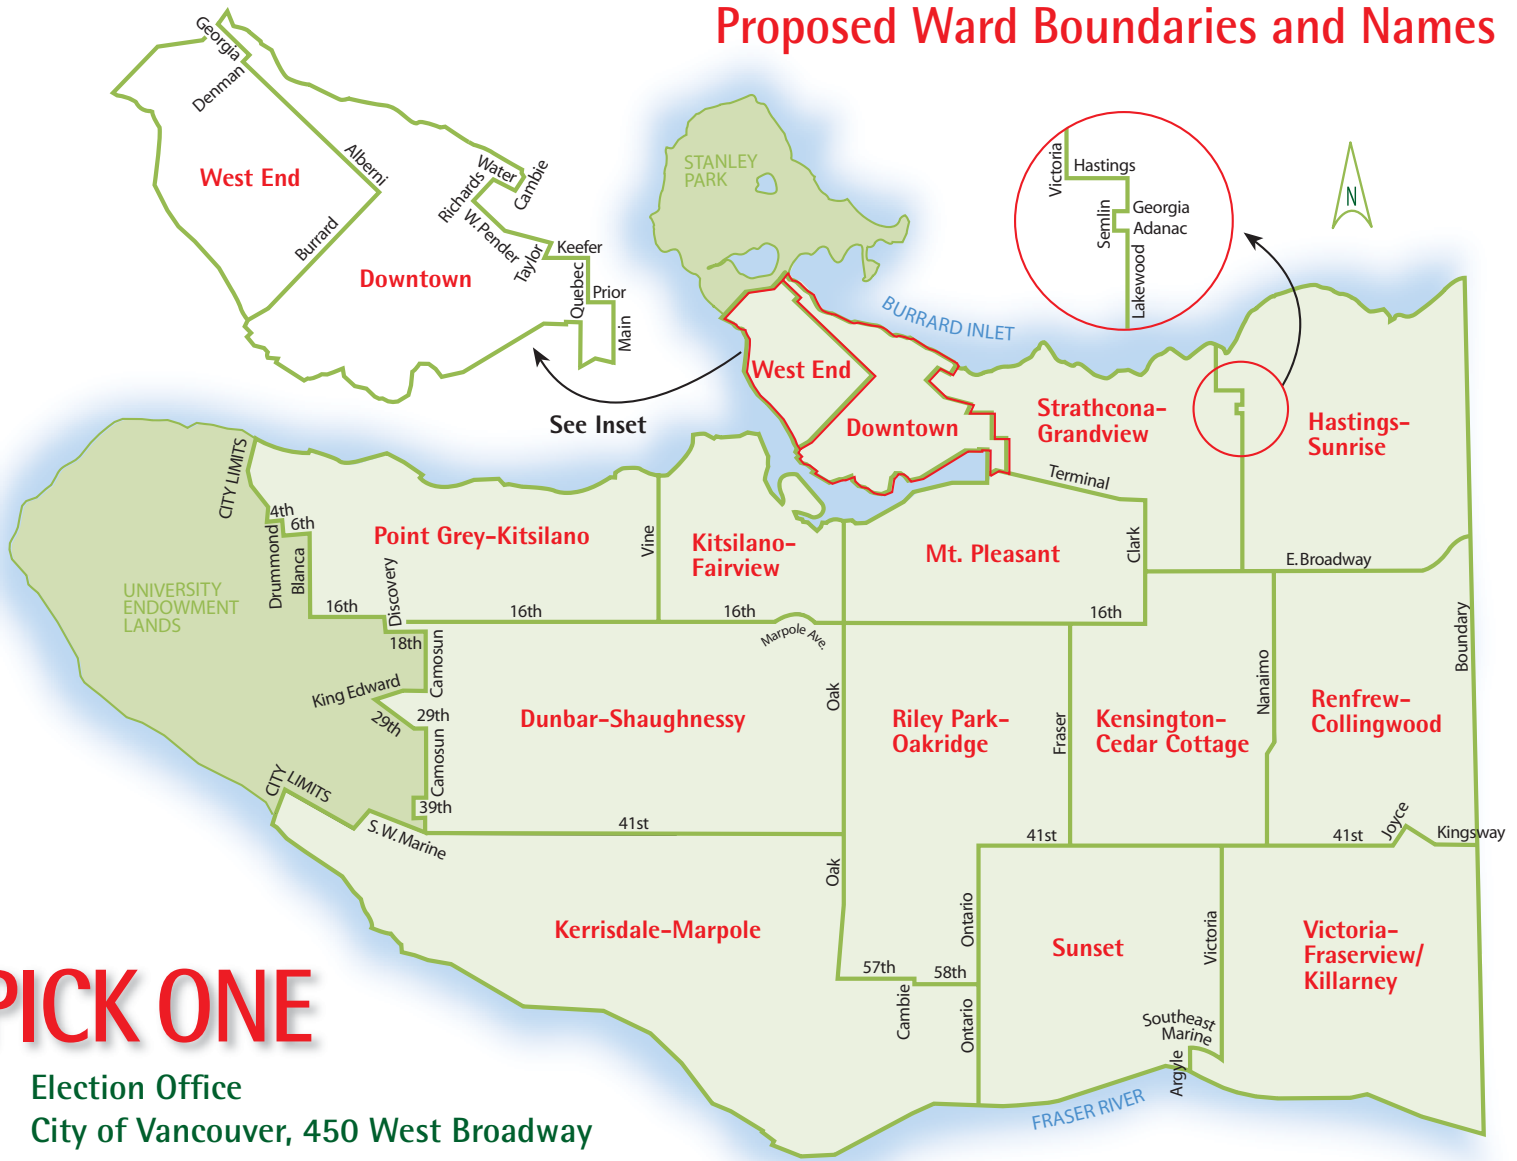 Proposed Ward Boundaries and Names
Georgia
Denman
West End
Alberni
Burrard
Downtown
Water
Cambie
Richards
W. Pender
Taylor
Keefer
Quebec
Prior
Main
See Inset
STANLEY
PARK
BURRARD INLET
Victoria
Hastings
Semlin
Georgia
Adanac
Lakewood
N
West End
Downtown
Strathcona-
Grandview
Hastings-
Sunrise
Terminal
CITY LIMITS
4th
6th
Drummond
Blanca
Point Grey-Kitsilano
Vine
Kitsilano-
Fairview
Mt. Pleasant
Clark
E. Broadway
UNIVERSITY
ENDOWMENT
LANDS
16th
Discovery
16th
16th
Marpole Ave.
16th
18th
Camosun
King Edward
29th
29th
Camosun
39th
CITY LIMITS
S. W. Marine
Dunbar-Shaughnessy
Oak
Riley Park-
Oakridge
Fraser
Kensington-
Cedar Cottage
Nanaimo
Renfrew-
Collingwood
Boundary
41st
41st
41st
Joyce
Kingsway
Oak
Kerrisdale-Marpole
57th
58th
Cambie
Ontario
Ontario
Sunset
Victoria
Victoria-
Fraserview/
Killarney
Southeast
Marine
Argyle
FRASER RIVER
PICK ONE
Election Office
City of Vancouver, 450 West Broadway